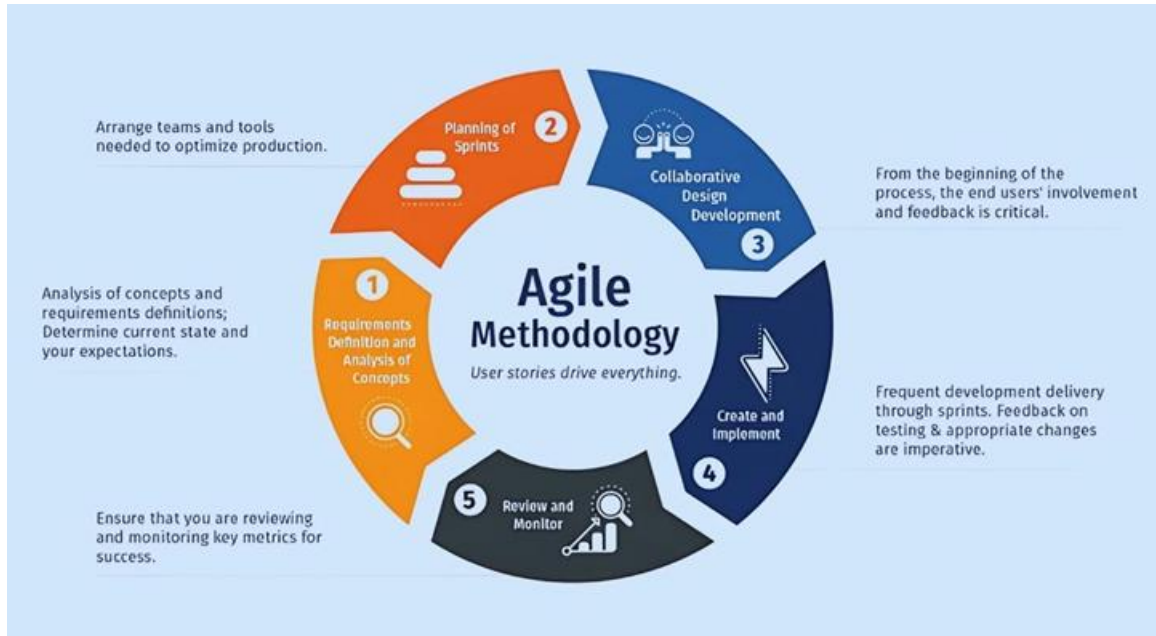 Arrange teams and tools
needed to optimize production.
Planning of
Sprints
2
Collaborative
Design
Development
3
From the beginning of the
process, the end users' involvement
and feedback is critical.
Analysis of concepts and
requirements definitions;
Determine current state and
your expectations.
1
Requirements
Definition and
Analysis of
Concepts
Agile
Methodology
User stories drive everything.
Create and
Implement
4
Frequent development delivery
through sprints. Feedback on
testing & appropriate changes
are imperative.
Ensure that you are reviewing
and monitoring key metrics for
success.
5
Review and
Monitor